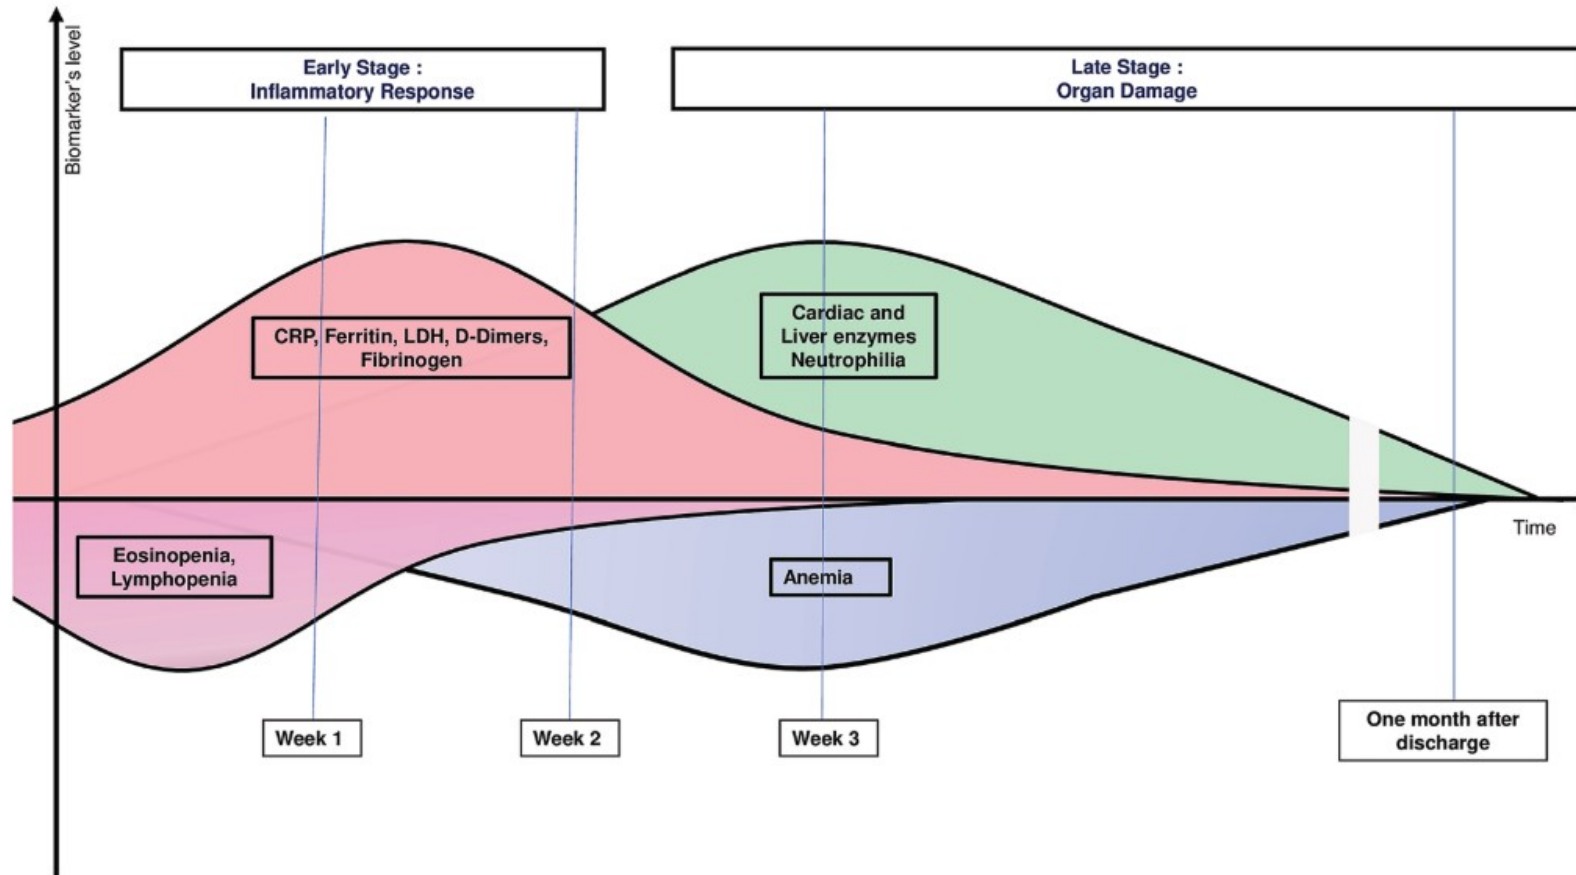 Biomarker's level
Early Stage :
Inflammatory Response
Late Stage :
Organ Damage
CRP, Ferritin, LDH, D-Dimers,
Fibrinogen
Cardiac and
Liver enzymes
Neutrophilia
Time
Eosinopenia,
Lymphopenia
Anemia
Week 1
Week 2
Week 3
One month after
discharge